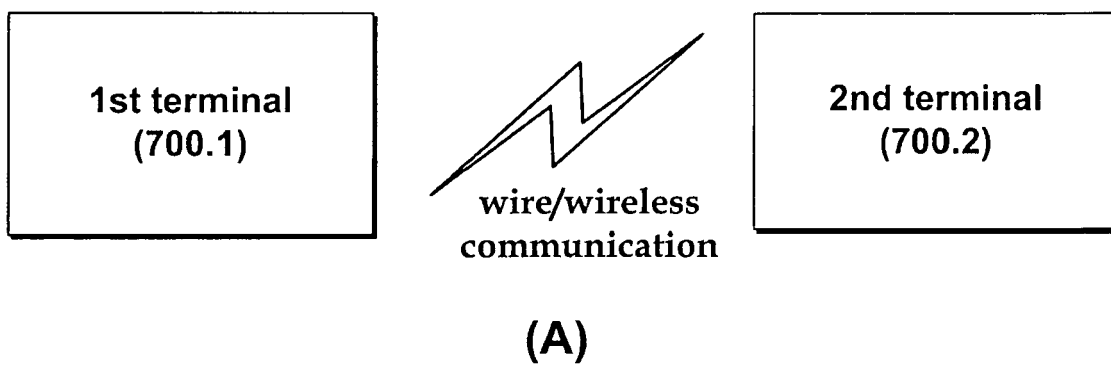 1st terminal
(700.1)
wire/wireless
communication
2nd terminal
(700.2)
(A)